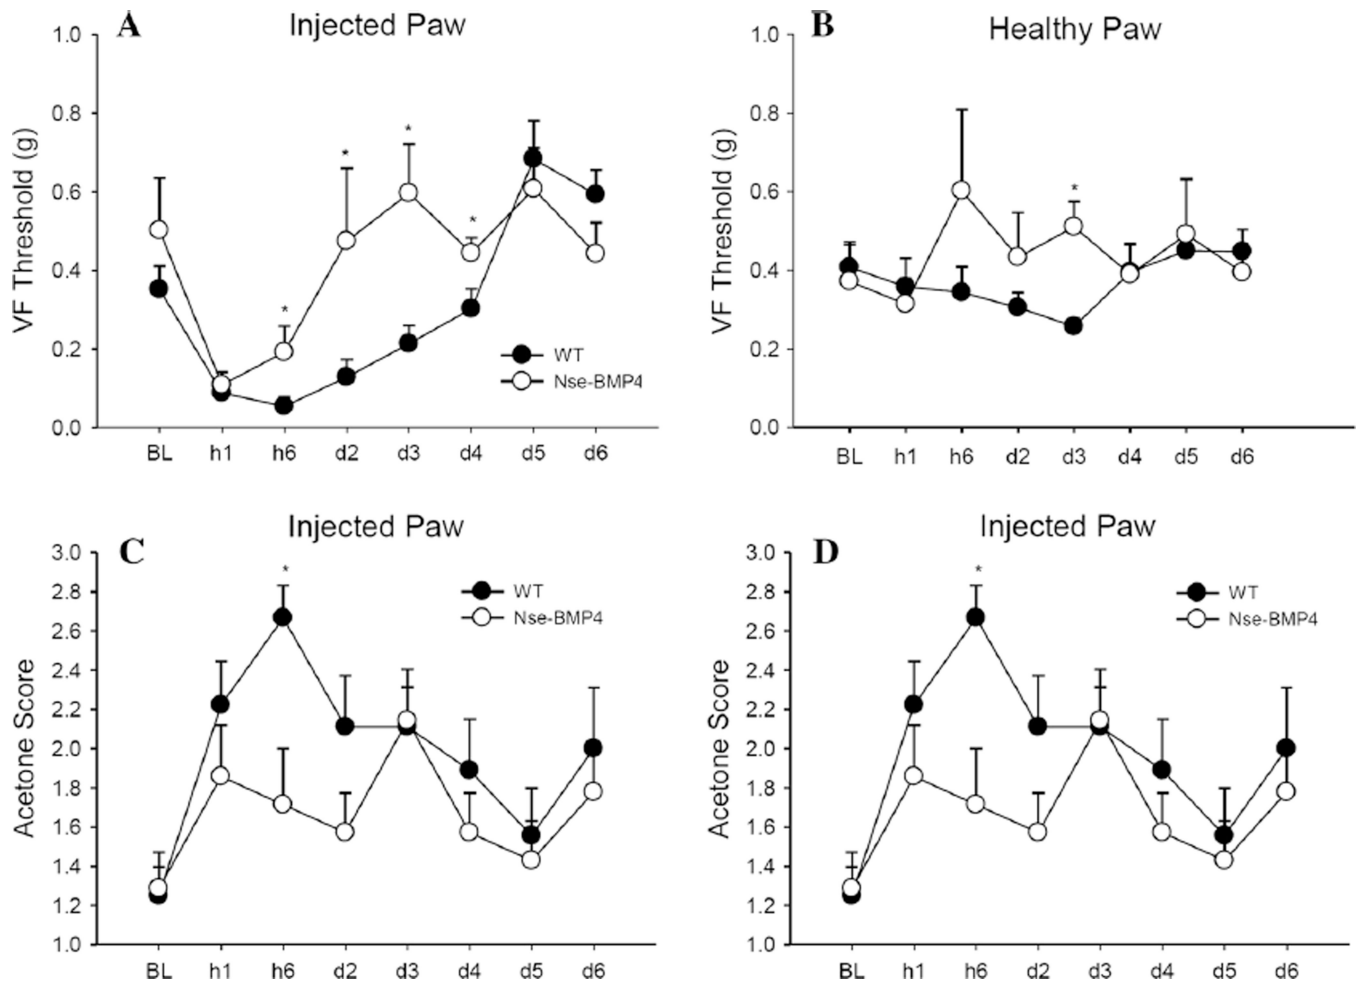 A
Injected Paw
VF Threshold (g)
1.0
0.8
0.6
0.4
0.2
0.0
*
*
*
*
WT
Nse-BMP4
BL h1 h6 d2 d3 d4 d5 d6
B
Healthy Paw
VF Threshold (g)
1.0
0.8
0.6
0.4
0.2
0.0
*
BL h1 h6 d2 d3 d4 d5 d6
C
Injected Paw
Acetone Score
3.0
2.8
2.6
2.4
2.2
2.0
1.8
1.6
1.4
1.2
1.0
*
WT
Nse-BMP4
BL h1 h6 d2 d3 d4 d5 d6
D
Injected Paw
Acetone Score
3.0
2.8
2.6
2.4
2.2
2.0
1.8
1.6
1.4
1.2
1.0
*
WT
Nse-BMP4
BL h1 h6 d2 d3 d4 d5 d6